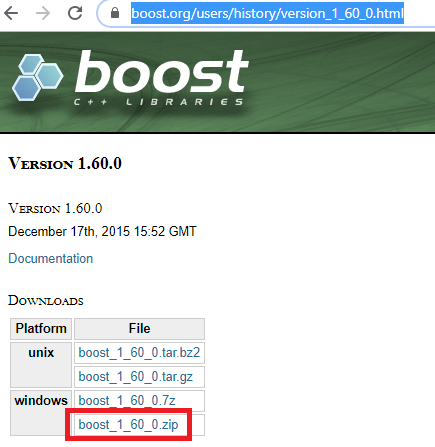 boost.org/users/history/version_1_60_0.html
boost
C++ LIBRARIES
Version 1.60.0
Version 1.60.0
December 17th, 2015 15:52 GMT
Documentation
Downloads
Platform File
unix boost_1_60_0.tar.bz2
boost_1_60_0.tar.gz
windows boost_1_60_0.7z
boost_1_60_0.zip